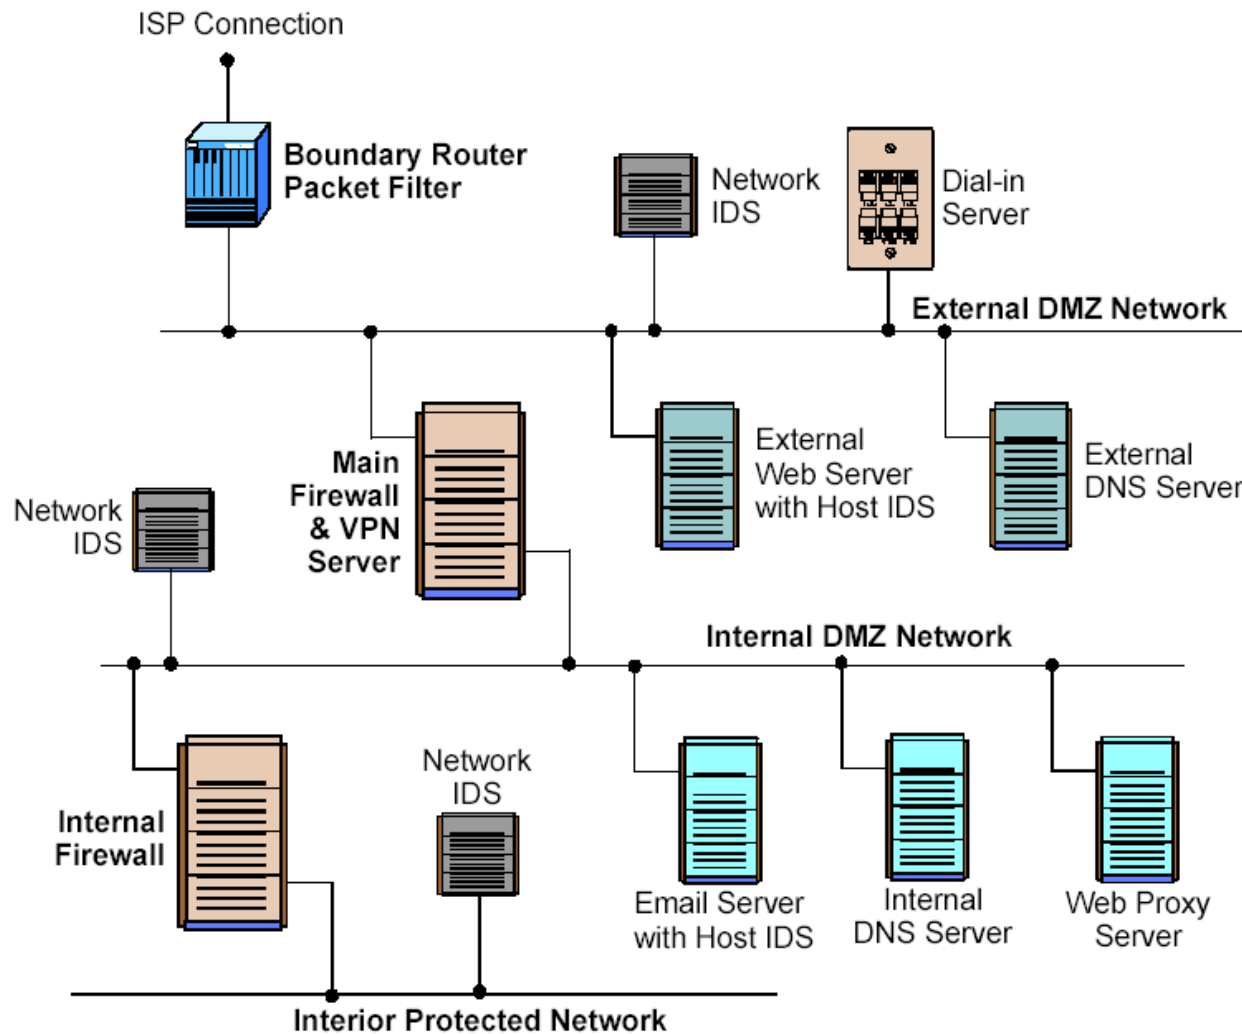 ISP Connection
Boundary Router
Packet Filter
Network
IDS
Dial-in
Server
External DMZ Network
Main
Firewall
& VPN
Server
External
Web Server
with Host IDS
External
DNS Server
Network
IDS
Internal DMZ Network
Internal
Firewall
Network
IDS
Email Server
with Host IDS
Internal
DNS Server
Web Proxy
Server
Interior Protected Network